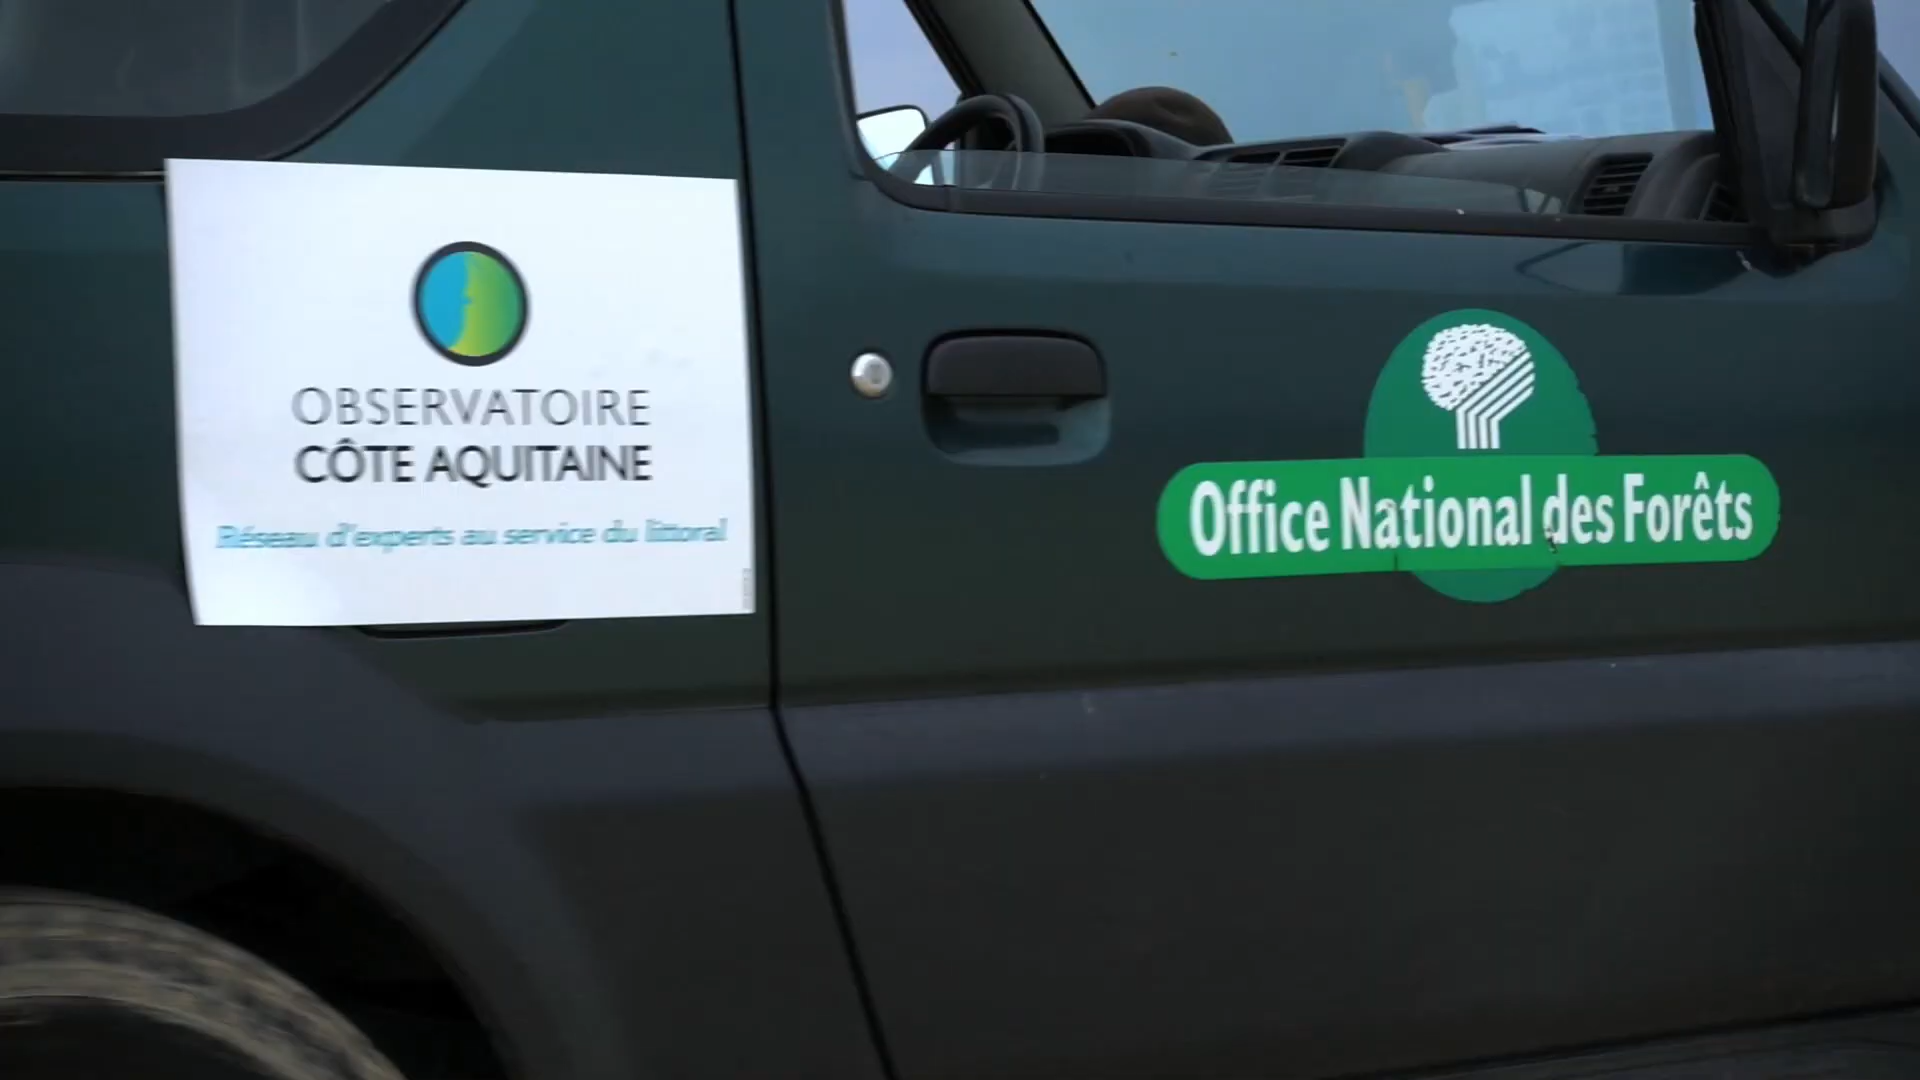 OBSERVATOIRE
CÔTE AQUITAINE
Réseau d'experts au service du littoral
Office National des Forêts